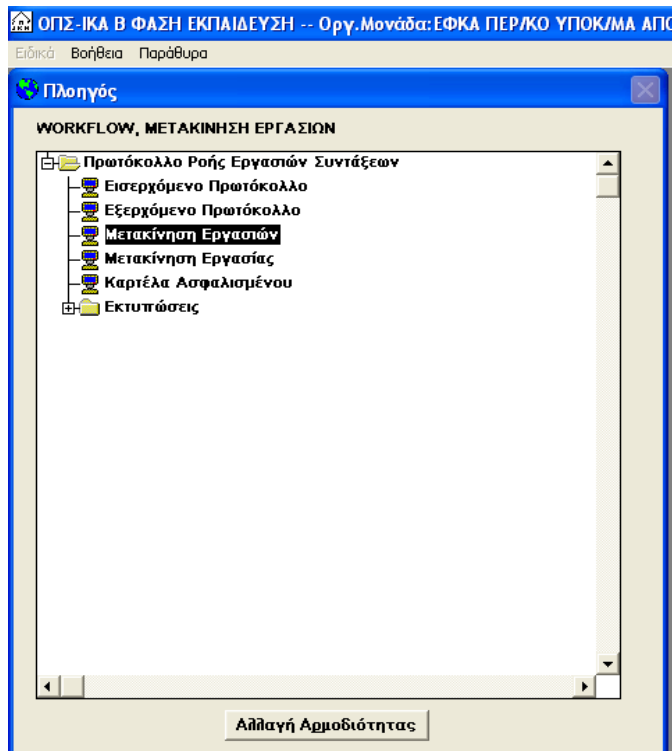 ΟΠΣ-ΙΚΑ Β ΦΑΣΗ ΕΚΠΑΙΔΕΥΣΗ -- Οργ.Μονάδα: ΕΦΚΑ ΠΕΡ/ΚΟ ΥΠΟΚ/ΜΑ ΑΠΟ
Ειδικά Βοήθεια Παράθυρα
Πλοηγός
WORKFLOW, ΜΕΤΑΚΙΝΗΣΗ ΕΡΓΑΣΙΩΝ
Πρωτόκολλο Ροής Εργασιών Συντάξεων
Εισερχόμενο Πρωτόκολλο
Εξερχόμενο Πρωτόκολλο
Μετακίνηση Εργασιών
Μετακίνηση Εργασίας
Καρτέλα Ασφαλισμένου
Εκτυπώσεις
Αλλαγή Αρμοδιότητας